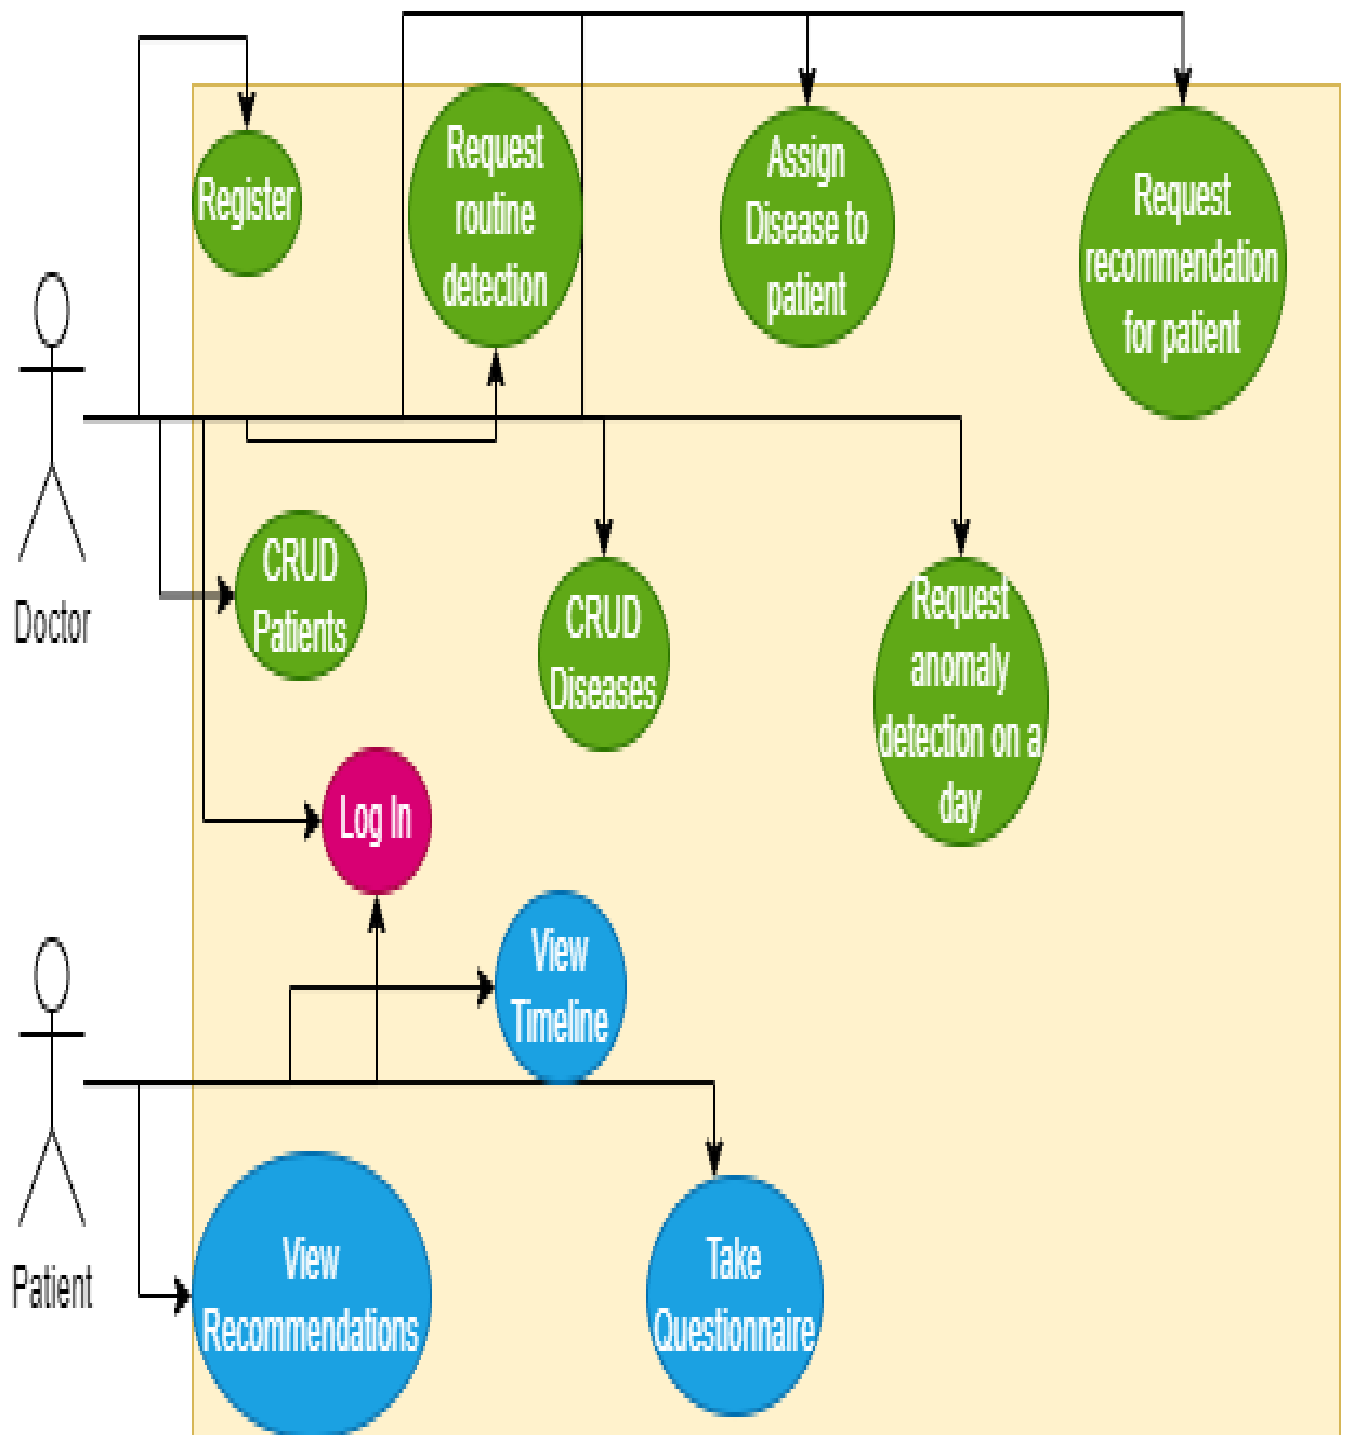 Register
Request
routine
detection
Assign
Disease to
patient
Request
recommendation
for patient
Doctor
CRUD
Patients
CRUD
Diseases
Request
anomaly
detection on a
day
Log In
View
Timeline
Patient
View
Recommendations
Take
Questionnaire